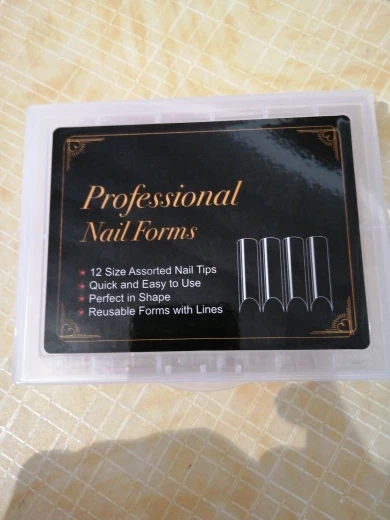 Professional
Nail Forms
12 Size Assorted Nail Tips
Quick and Easy to Use
Perfect in Shape
Reusable Forms with Lines